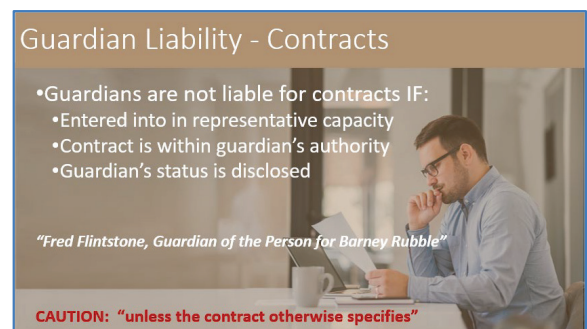 Guardian Liability - Contracts
•Guardians are not liable for contracts IF:
•Entered into in representative capacity
•Contract is within guardian's authority
•Guardian's status is disclosed
“Fred Flintstone, Guardian of the Person for Barney Rubble”
CAUTION: “unless the contract otherwise specifies”